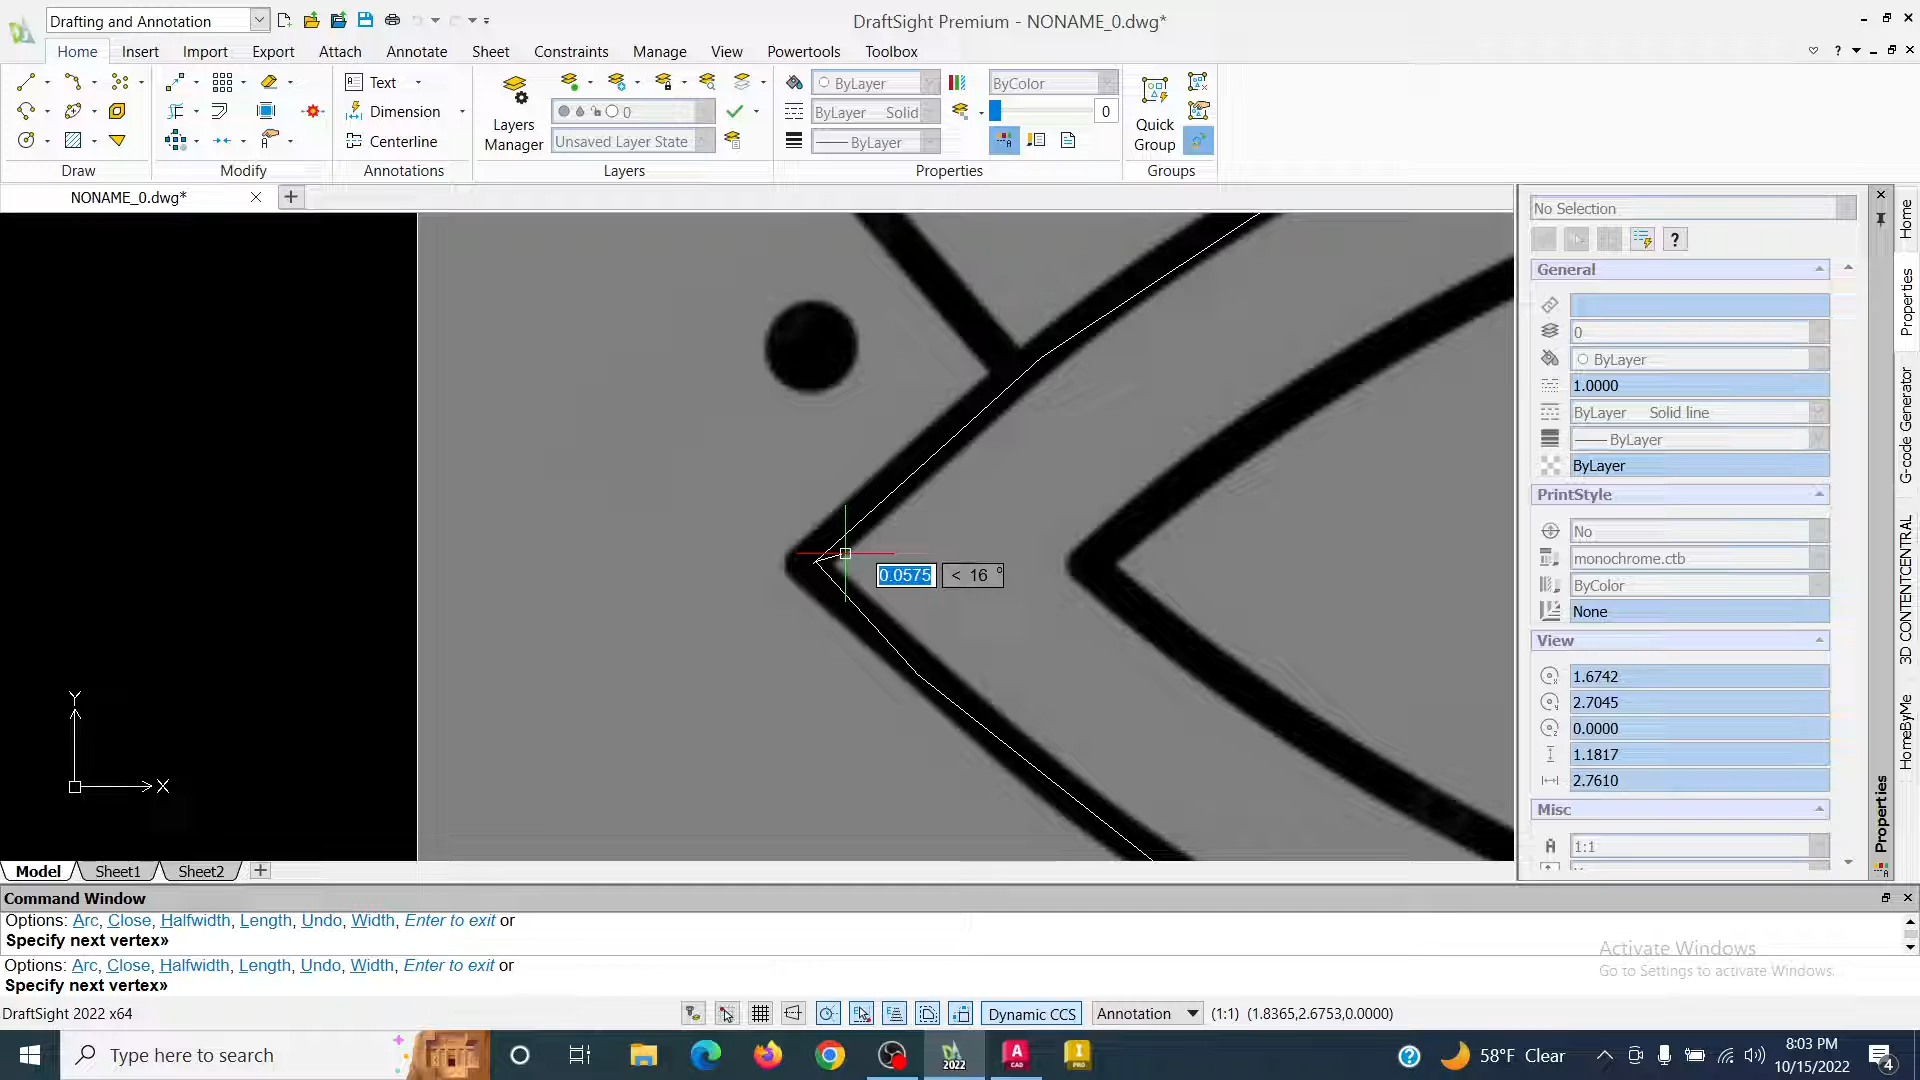 Drafting and Annotation
DraftSight Premium - NONAME_0.dwg*
Home Insert Import Export Attach Annotate Sheet Constraints Manage View Powertools Toolbox
Text
Dimension
Centerline
Layers
Manager
0
Unsaved Layer State
ByLayer
ByLayer Solid
ByLayer
ByColor
0
Quick
Group
Draw Modify Annotations Layers Properties Groups
NONAME_0.dwg*
0.0575 < 16 °
Y
X
No Selection
?
General
0
ByLayer
1.0000
ByLayer Solid line
ByLayer
ByLayer
PrintStyle
No
monochrome.ctb
ByColor
None
View
1.6742
2.7045
0.0000
1.1817
2.7610
Misc
1:1
Home
Properties
G-code Generator
3D CONTENTCENTRAL
HomeByMe
Properties
Model Sheet1 Sheet2
Command Window
Options: Arc, Close, Halfwidth, Length, Undo, Width, Enter to exit or
Specify next vertex»
Options: Arc, Close, Halfwidth, Length, Undo, Width, Enter to exit or
Specify next vertex»
Activate Windows
Go to Settings to activate Windows.
DraftSight 2022 x64
Dynamic CCS
Annotation
(1:1) (1.8365,2.6753,0.0000)
Type here to search
2022
A
CAD
I
PRO
58°F Clear
8:03 PM
10/15/2022
4